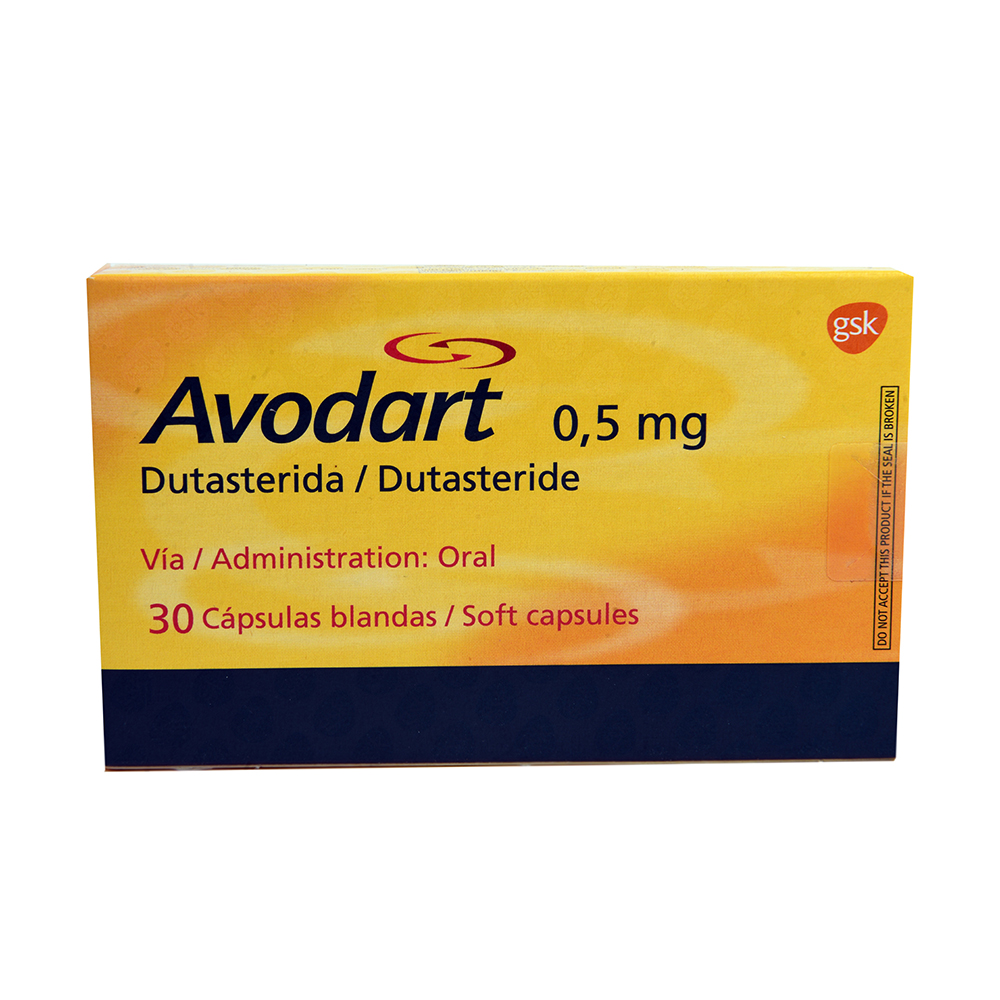 gsk
Avodart 0,5 mg
Dutasterida / Dutasteride
Vía / Administration: Oral
30 Cápsulas blandas / Soft capsules
DO NOT ACCEPT THIS PRODUCT IF THE SEAL IS BROKEN